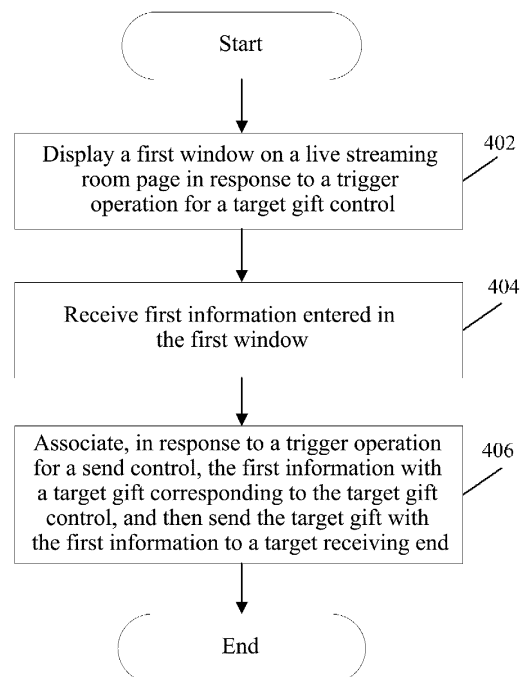 Start
402
Display a first window on a live streaming
room page in response to a trigger
operation for a target gift control
404
Receive first information entered in
the first window
Associate, in response to a trigger operation
for a send control, the first information with
406
a target gift corresponding to the target gift
control, and then send the target gift with
the first information to a target receiving end
End